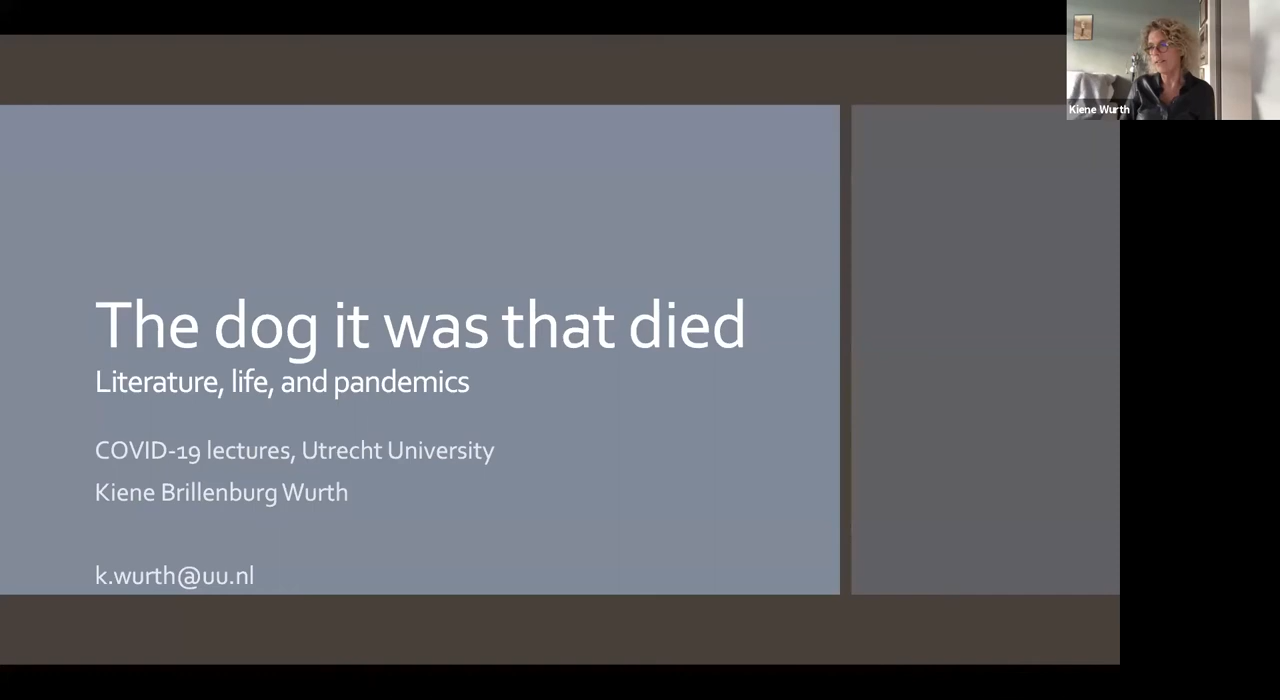 Kiene Wurth
The dog it was that died
Literature, life, and pandemics
COVID-19 lectures, Utrecht University
Kiene Brillenburg Wurth
k.wurth@uu.nl